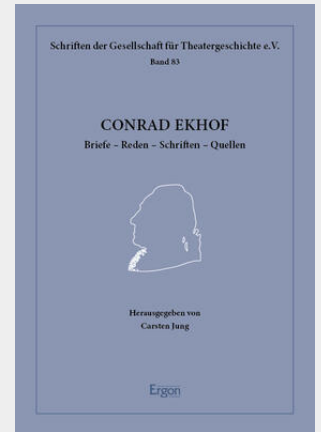 Schriften der Gesellschaft für Theatergeschichte e.V.
Band 83
CONRAD EKHOF
Briefe – Reden – Schriften – Quellen
Herausgegeben von
Carsten Jung
Ergon